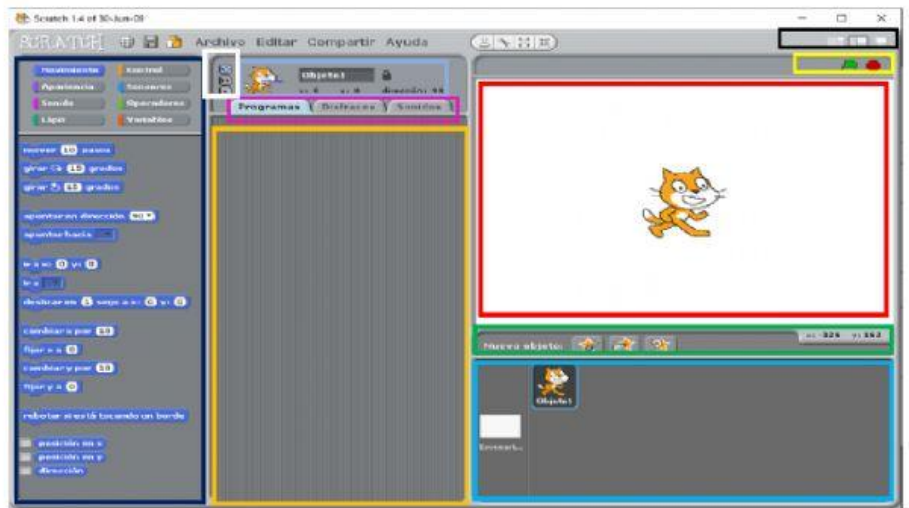 Scratch 1.4 of 30-Jun-09
SCRATCH Archivo Editar Compartir Ayuda
Movimiento Control
Apariencia Sensores
Sonido Operadores
Lápiz Variables
Objeto1
Programas Disfraces Sonidos
mover 10 pasos
girar 15 grados
girar 15 grados
apuntar en dirección 90
apuntar hacia
ir a x: 0 y: 0
ir a
deslizar en 1 segs a x: 0 y: 0
cambiar x por 10
fijar x a 0
cambiar y por 10
fijar y a 0
rebotar si está tocando un borde
posición en x
posición en y
dirección
Nuevo objeto:
Objeto1